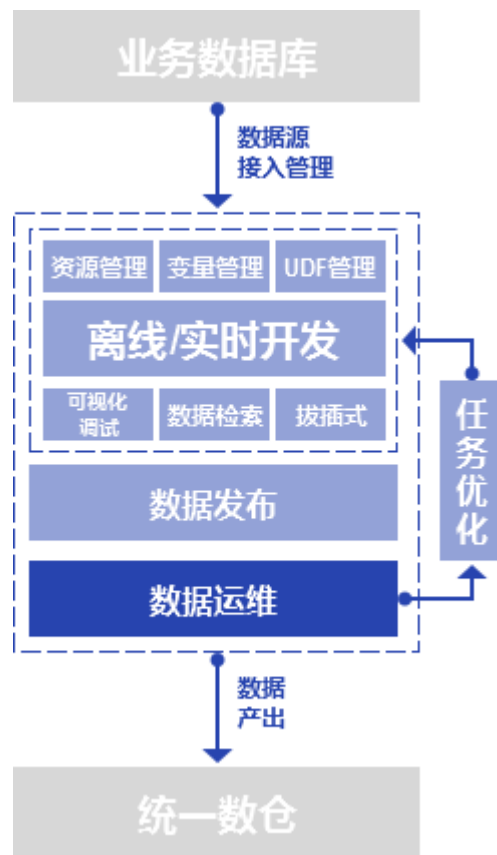 业务数据库
数据源
接入管理
资源管理 变量管理 UDF管理
离线/实时开发
可视化
调试
数据检索 拔插式
任务优化
数据发布
数据运维
数据
产出
统一数仓